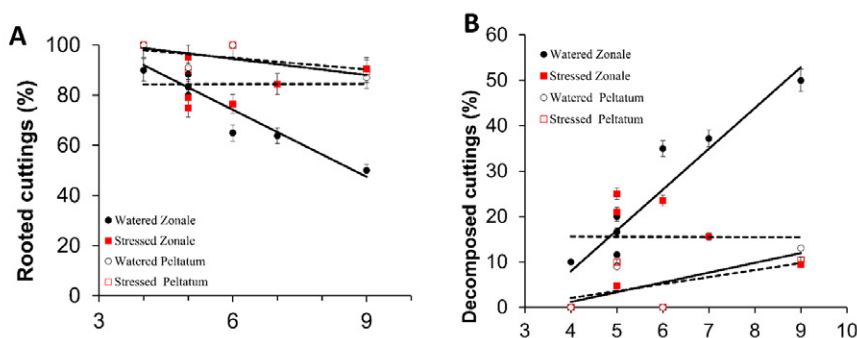 A
Rooted cuttings (%)
100
80
60
40
20
0
Watered Zonale
Stressed Zonale
Watered Peltatum
Stressed Peltatum
3
6
9
B
Decomposed cuttings (%)
60
50
40
30
20
10
0
Watered Zonale
Stressed Zonale
Watered Peltatum
Stressed Peltatum
3
4
5
6
7
8
9
10